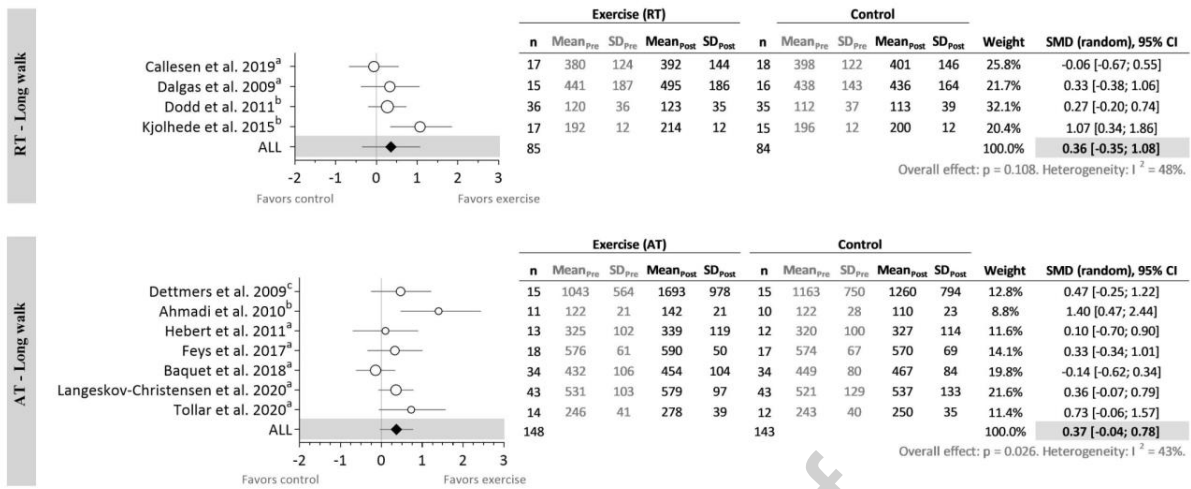 RT - Long walk
Exercise (RT) Control
n Mean_Pre SD_Pre Mean_Post SD_Post n Mean_Pre SD_Pre Mean_Post SD_Post Weight SMD (random), 95% CI
Callesen et al. 2019^a 17 380 124 392 144 18 398 122 401 146 25.8% -0.06 [-0.67; 0.55]
Dalgas et al. 2009^a 15 441 187 495 186 16 438 143 436 164 21.7% 0.33 [-0.38; 1.06]
Dodd et al. 2011^b 36 120 36 123 35 35 112 37 113 39 32.1% 0.27 [-0.20; 0.74]
Kjolhede et al. 2015^b 17 192 12 214 12 15 196 12 200 12 20.4% 1.07 [0.34; 1.86]
ALL 85 84 100.0% 0.36 [-0.35; 1.08]
Overall effect: p = 0.108. Heterogeneity: I² = 48%.
-2 -1 0 1 2 3
Favors control Favors exercise
AT - Long walk
Exercise (AT) Control
n Mean_Pre SD_Pre Mean_Post SD_Post n Mean_Pre SD_Pre Mean_Post SD_Post Weight SMD (random), 95% CI
Dettmers et al. 2009^c 15 1043 564 1693 978 15 1163 750 1260 794 12.8% 0.47 [-0.25; 1.22]
Ahmadi et al. 2010^b 11 122 21 142 21 10 122 28 110 23 8.8% 1.40 [0.47; 2.44]
Hebert et al. 2011^a 13 325 102 339 119 12 320 100 327 114 11.6% 0.10 [-0.70; 0.90]
Feys et al. 2017^a 18 576 61 590 50 17 574 67 570 69 14.1% 0.33 [-0.34; 1.01]
Baquet et al. 2018^a 34 432 106 454 104 34 449 80 467 84 19.8% -0.14 [-0.62; 0.34]
Langeskov-Christensen et al. 2020^a 43 531 103 579 97 43 521 129 537 133 21.6% 0.36 [-0.07; 0.79]
Tollar et al. 2020^a 14 246 41 278 39 12 243 40 250 35 11.4% 0.73 [-0.06; 1.57]
ALL 148 143 100.0% 0.37 [-0.04; 0.78]
Overall effect: p = 0.026. Heterogeneity: I² = 43%.
-2 -1 0 1 2 3
Favors control Favors exercise